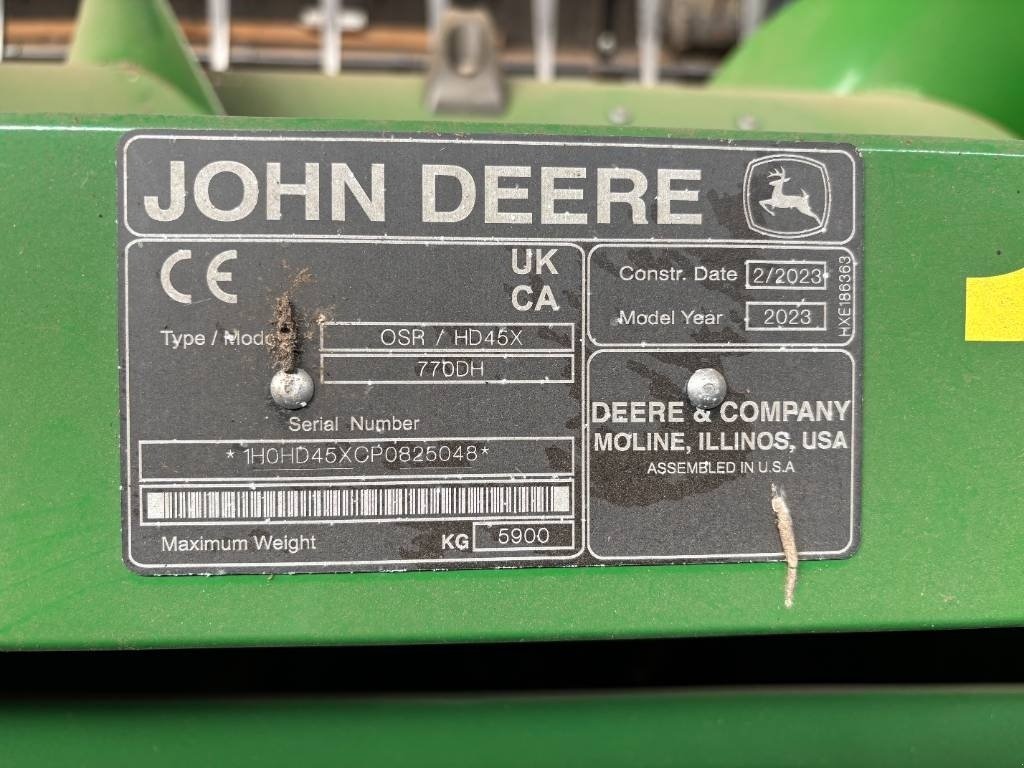 JOHN DEERE
CE
UK
CA
Type /
OSR / HD45X
770DH
Serial Number
*1H0HD45XCP0825048*
Maximum Weight KG 5900
Constr. Date 2/2023
Model Year 2023
HXE186363
DEERE & COMPANY
MOLINE, ILLINOS, USA
ASSEMBLED IN U.S.A